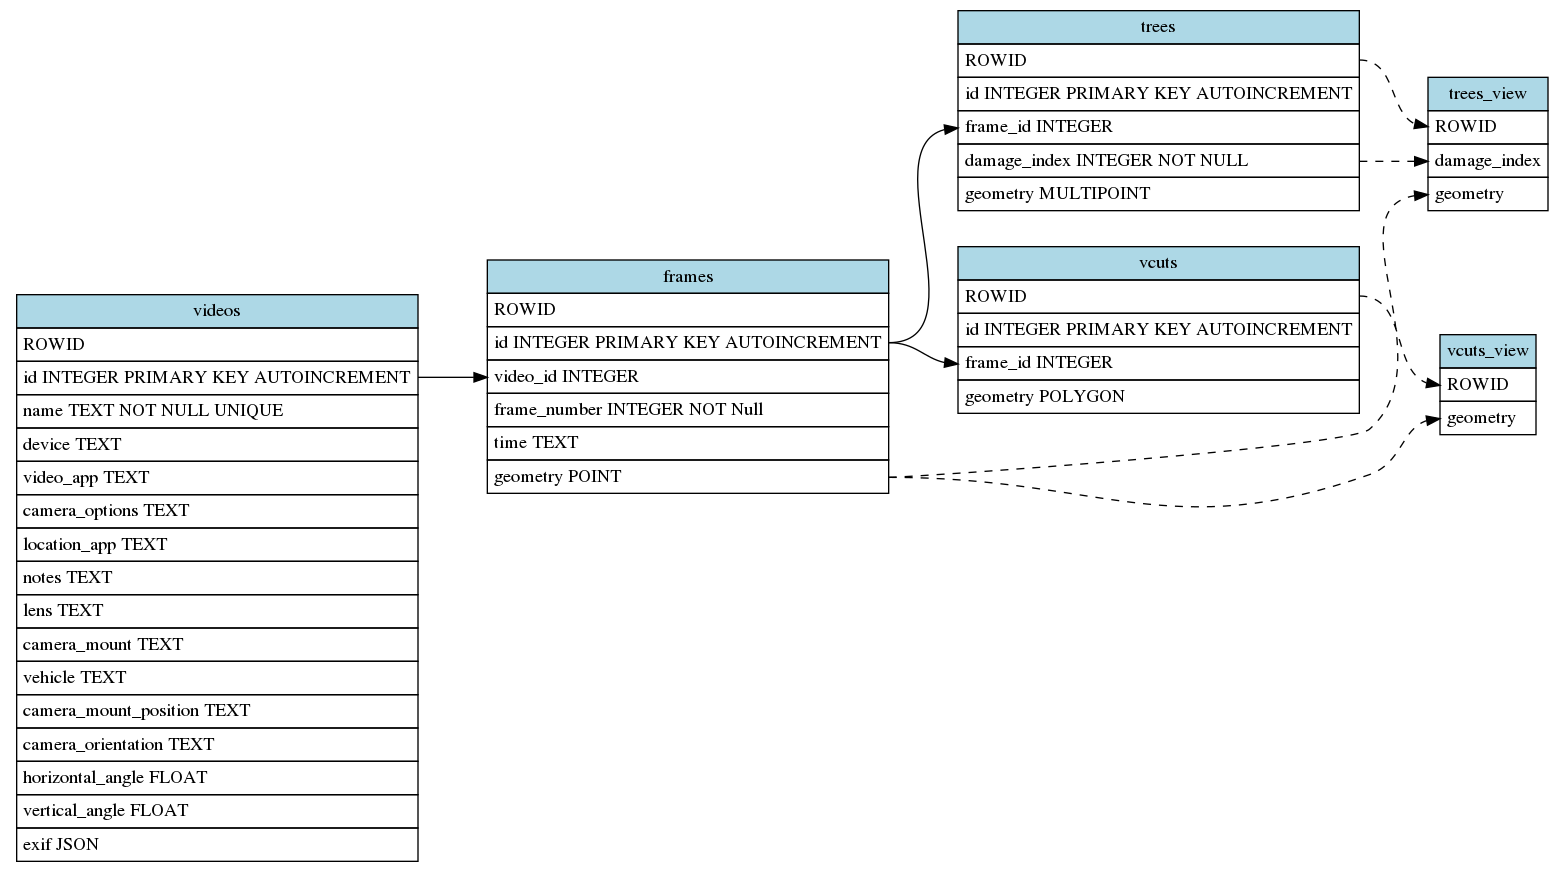 videos
ROWID
id INTEGER PRIMARY KEY AUTOINCREMENT
name TEXT NOT NULL UNIQUE
device TEXT
video_app TEXT
camera_options TEXT
location_app TEXT
notes TEXT
lens TEXT
camera_mount TEXT
vehicle TEXT
camera_mount_position TEXT
camera_orientation TEXT
horizontal_angle FLOAT
vertical_angle FLOAT
exif JSON
frames
ROWID
id INTEGER PRIMARY KEY AUTOINCREMENT
video_id INTEGER
frame_number INTEGER NOT Null
time TEXT
geometry POINT
trees
ROWID
id INTEGER PRIMARY KEY AUTOINCREMENT
frame_id INTEGER
damage_index INTEGER NOT NULL
geometry MULTIPOINT
vcuts
ROWID
id INTEGER PRIMARY KEY AUTOINCREMENT
frame_id INTEGER
geometry POLYGON
trees_view
ROWID
damage_index
geometry
vcuts_view
ROWID
geometry